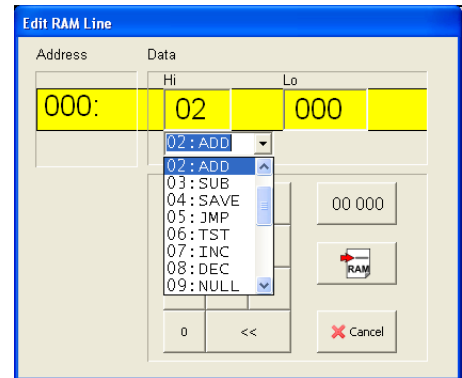 Edit RAM Line
Address Data
Hi Lo
000: 02 000
02:ADD
02:ADD
03:SUB
04:SAVE
05:JMP
06:TST
07:INC
08:DEC
09:NULL
00 000
RAM
0 << Cancel